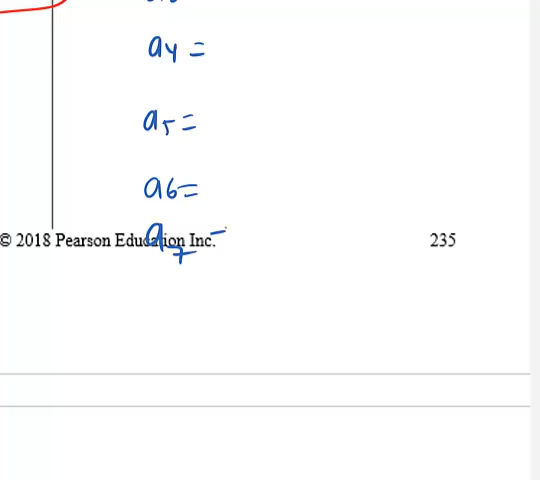 a4 =
a5 =
a6 =
a7 -
© 2018 Pearson Education Inc. 235